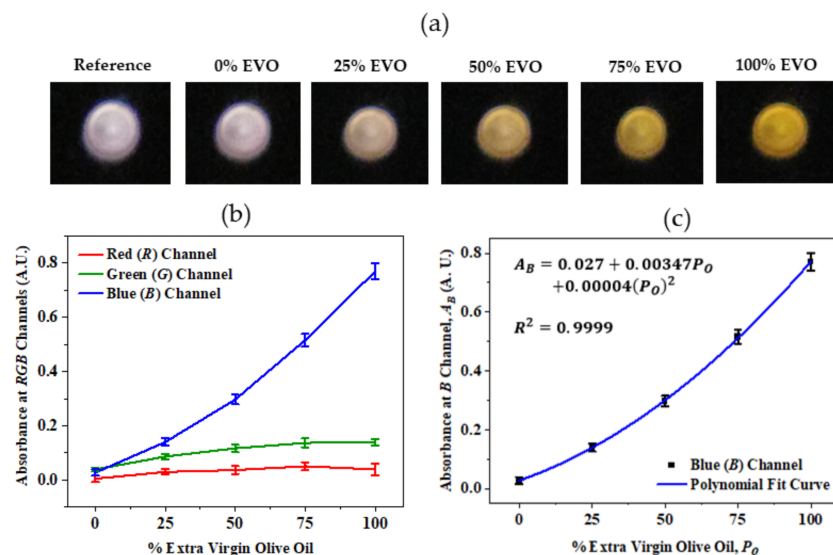 (a)
Reference 0% EVO 25% EVO 50% EVO 75% EVO 100% EVO
(b)
Absorbance at RGB Channels (A.U.)
Red (R) Channel
Green (G) Channel
Blue (B) Channel
0.8
0.6
0.4
0.2
0.0
0 25 50 75 100
% Extra Virgin Olive Oil
(c)
Absorbance at B Channel, A_B (A. U.)
A_B = 0.027 + 0.00347P_O
+0.00004(P_O)²
R² = 0.9999
0.8
0.6
0.4
0.2
0.0
Blue (B) Channel
Polynomial Fit Curve
0 25 50 75 100
% Extra Virgin Olive Oil, P_O